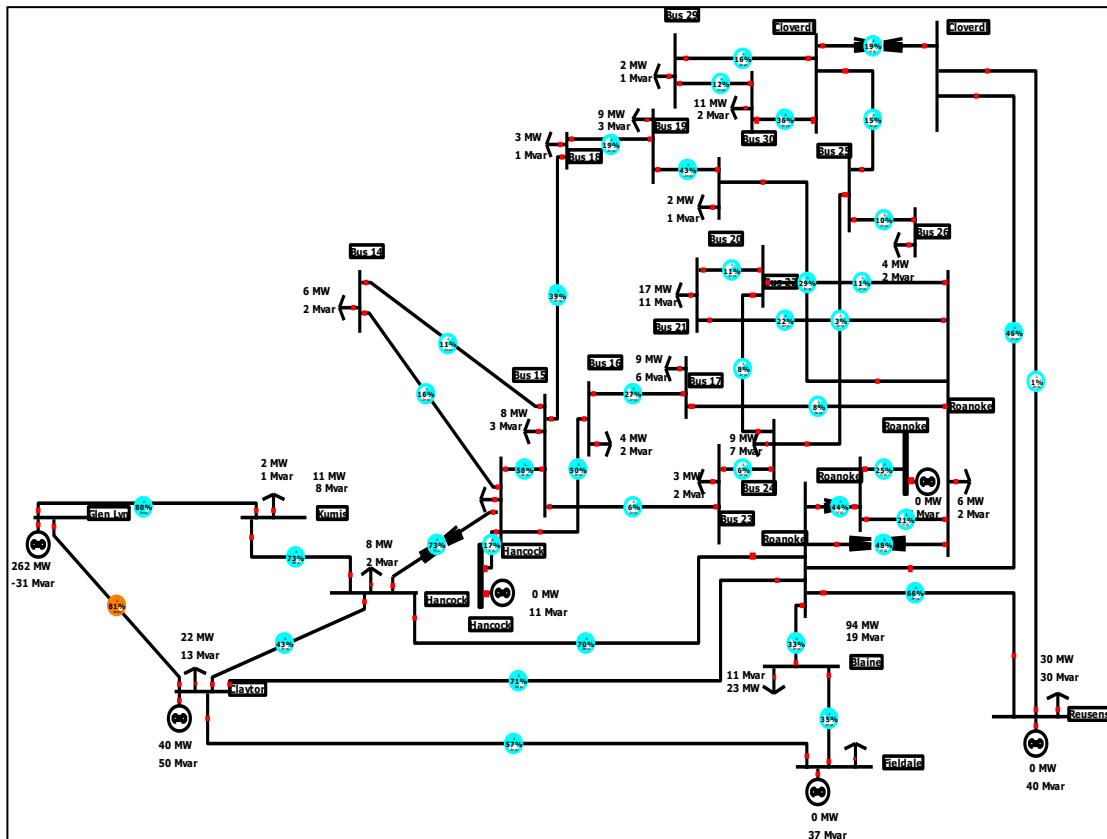 Bus 29
Cloverdl
Cloverdl
19%
16%
2 MW
1 Mvar
12%
11 MW
2 Mvar
36%
15%
Bus 30
9 MW
3 Mvar
Bus 19
3 MW
1 Mvar
19%
Bus 18
43%
Bus 25
2 MW
1 Mvar
10%
Bus 26
4 MW
2 Mvar
Bus 20
Bus 14
11%
29%
11%
17 MW
11 Mvar
Bus 21
22%
3%
6 MW
2 Mvar
39%
46%
11%
Bus 15
Bus 16
9 MW
6 Mvar
Bus 17
8%
1%
16%
27%
8%
Roanoke
8 MW
3 Mvar
4 MW
2 Mvar
9 MW
7 Mvar
Roanoke
58%
50%
3 MW
2 Mvar
6%
Bus 24
Roanoke
25%
0 MW
6 MW
2 Mvar
2 MW
1 Mvar
11 MW
8 Mvar
80%
Glen Lyn
Kumis
6%
Bus 23
44%
21%
73%
73%
17%
Hancock
Roanoke
48%
262 MW
-31 Mvar
8 MW
2 Mvar
Hancock
0 MW
11 Mvar
Hancock
66%
81%
43%
70%
33%
94 MW
19 Mvar
22 MW
13 Mvar
Clayton
71%
Blaine
11 Mvar
23 MW
30 MW
30 Mvar
Reusens
35%
57%
40 MW
50 Mvar
Fieldale
0 MW
37 Mvar
0 MW
40 Mvar